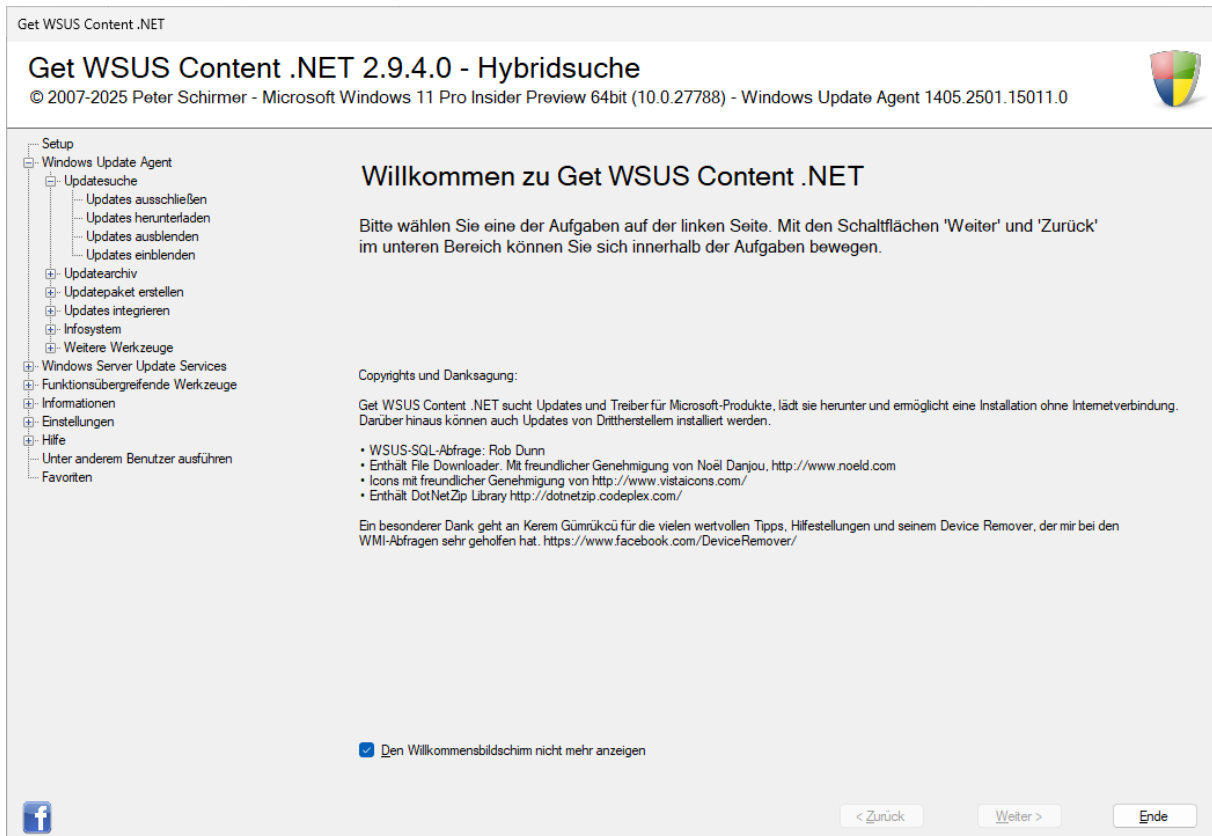 Get WSUS Content .NET
Get WSUS Content .NET 2.9.4.0 - Hybridsuche
© 2007-2025 Peter Schirmer - Microsoft Windows 11 Pro Insider Preview 64bit (10.0.27788) - Windows Update Agent 1405.2501.15011.0
Setup
Windows Update Agent
Updatesuche
Updates ausschließen
Updates herunterladen
Updates ausblenden
Updates einblenden
Updatearchiv
Updatepaket erstellen
Updates integrieren
Infosystem
Weitere Werkzeuge
Windows Server Update Services
Funktionsübergreifende Werkzeuge
Informationen
Einstellungen
Hilfe
Unter anderem Benutzer ausführen
Favoriten
Willkommen zu Get WSUS Content .NET
Bitte wählen Sie eine der Aufgaben auf der linken Seite. Mit den Schaltflächen 'Weiter' und 'Zurück'
im unteren Bereich können Sie sich innerhalb der Aufgaben bewegen.
Copyrights und Danksagung:
Get WSUS Content .NET sucht Updates und Treiber für Microsoft-Produkte, lädt sie herunter und ermöglicht eine Installation ohne Internetverbindung.
Darüber hinaus können auch Updates von Drittherstellern installiert werden.
• WSUS-SQL-Abfrage: Rob Dunn
• Enthält File Downloader. Mit freundlicher Genehmigung von Noël Danjou, http://www.noeld.com
• Icons mit freundlicher Genehmigung von http://www.vistaicons.com/
• Enthält DotNetZip Library http://dotnetzip.codeplex.com/
Ein besonderer Dank geht an Kerem Gümrükcü für die vielen wertvollen Tipps, Hilfestellungen und seinem Device Remover, der mir bei den
WMI-Abfragen sehr geholfen hat. https://www.facebook.com/DeviceRemover/
Den Willkommensbildschirm nicht mehr anzeigen
f
< Zurück
Weiter >
Ende